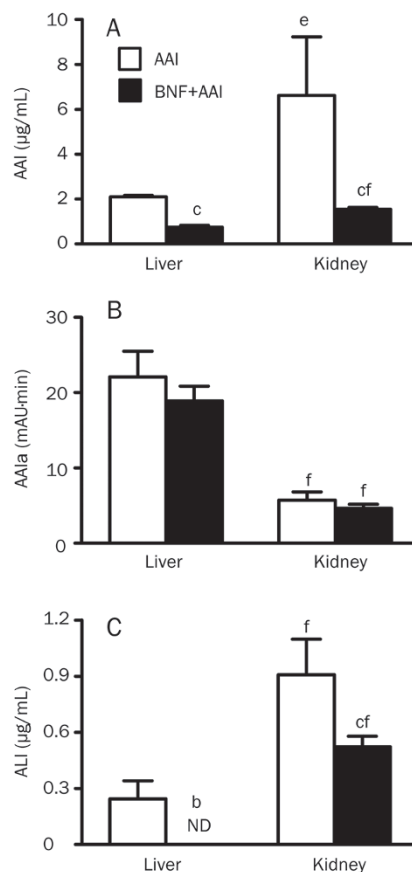 A
AAI
BNF+AAI
AAI (µg/mL)
10
8
6
4
2
0
e
c
cf
Liver
Kidney
B
AAIa (mAU·min)
30
20
10
0
f
f
Liver
Kidney
C
ALI (µg/mL)
1.2
0.9
0.6
0.3
0
f
cf
b
ND
Liver
Kidney